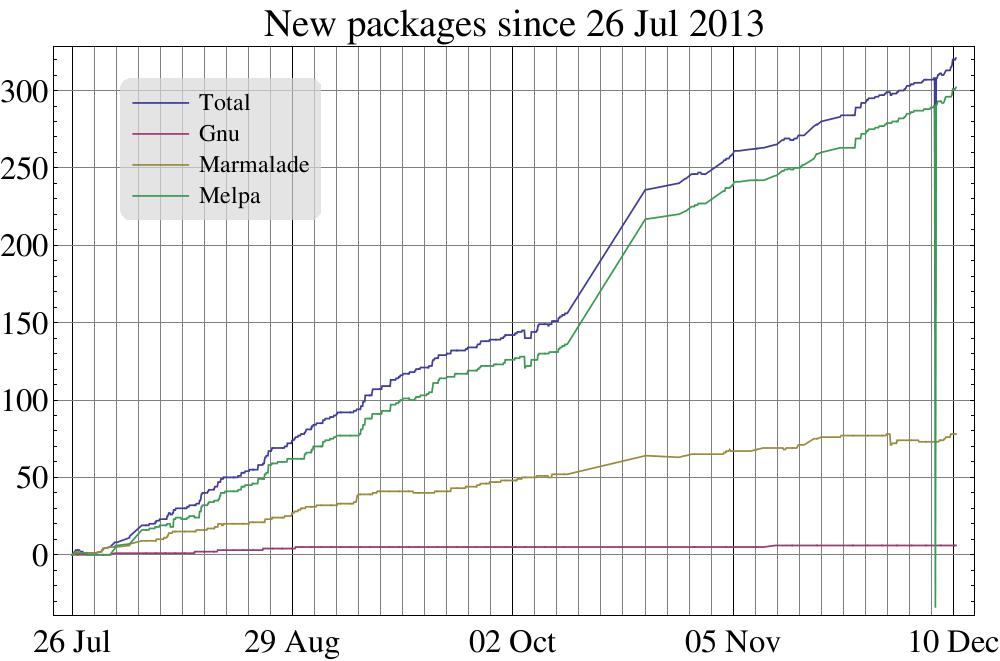 New packages since 26 Jul 2013
Total
Gnu
Marmalade
Melpa
300
250
200
150
100
50
0
26 Jul 29 Aug 02 Oct 05 Nov 10 Dec